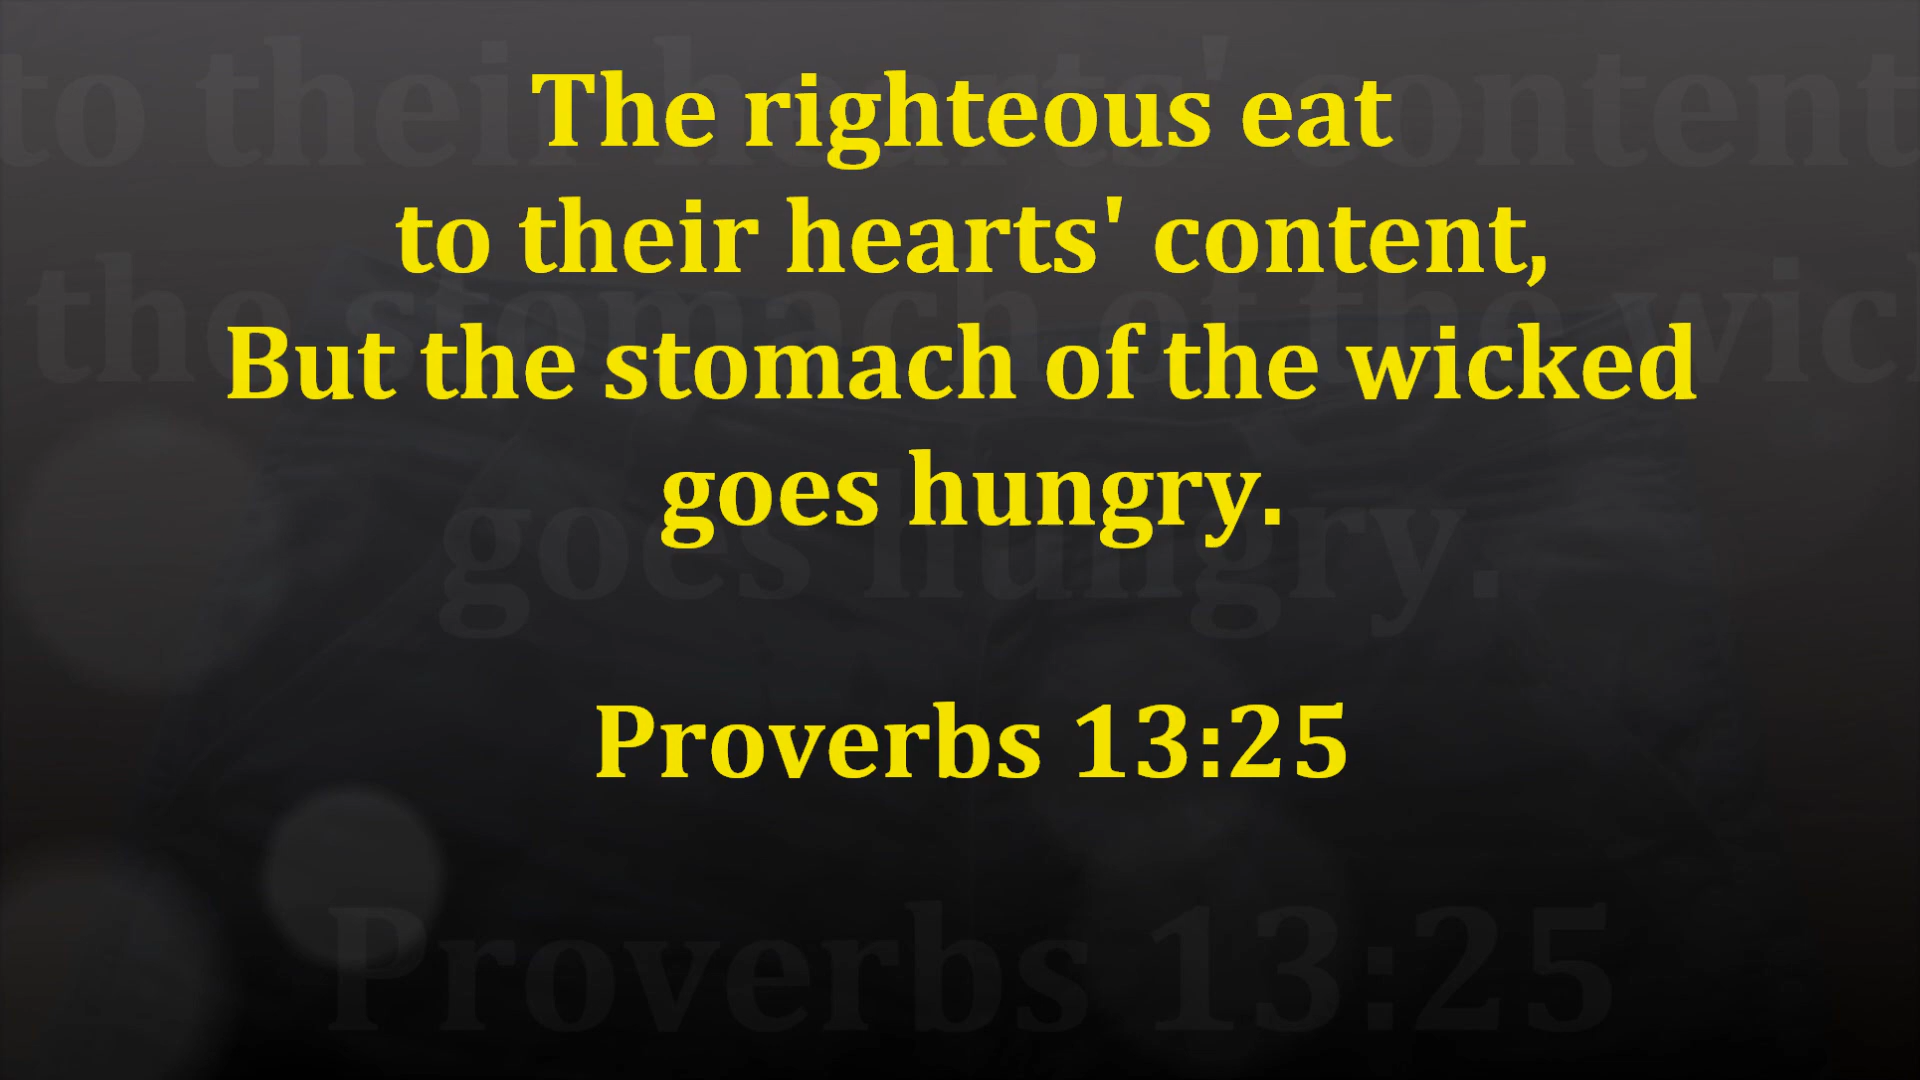 The righteous eat
to their hearts' content,
But the stomach of the wicked
goes hungry.
Proverbs 13:25